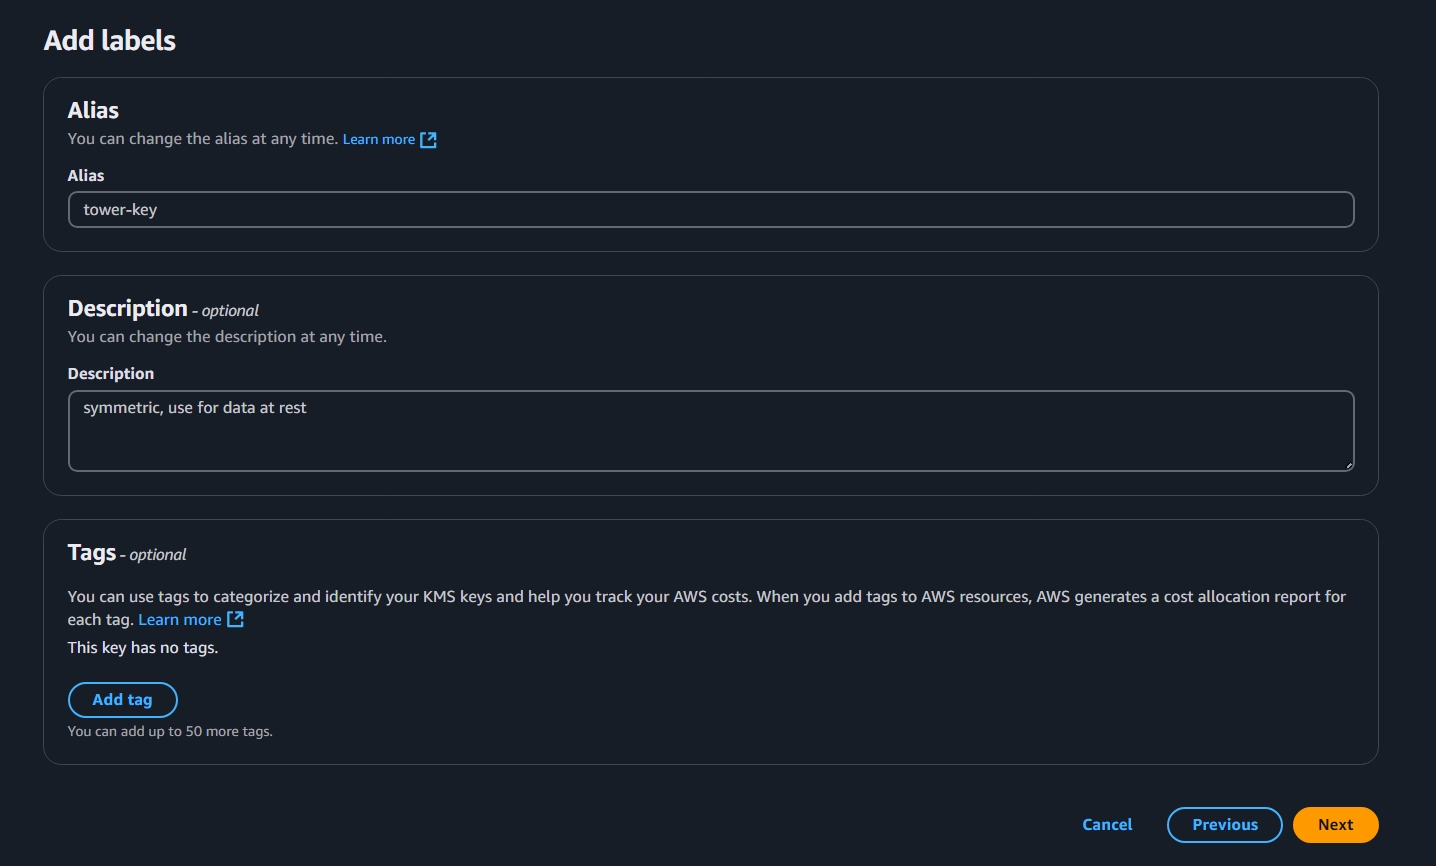 Add labels
Alias
You can change the alias at any time. Learn more
Alias
tower-key
Description - optional
You can change the description at any time.
Description
symmetric, use for data at rest
Tags - optional
You can use tags to categorize and identify your KMS keys and help you track your AWS costs. When you add tags to AWS resources, AWS generates a cost allocation report for
each tag. Learn more
This key has no tags.
Add tag
You can add up to 50 more tags.
Cancel Previous Next